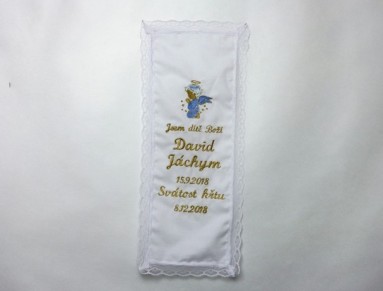 Jsem dítě Boží
David
Jáchym
15.9.2018
Svátost křtu
8.12.2018